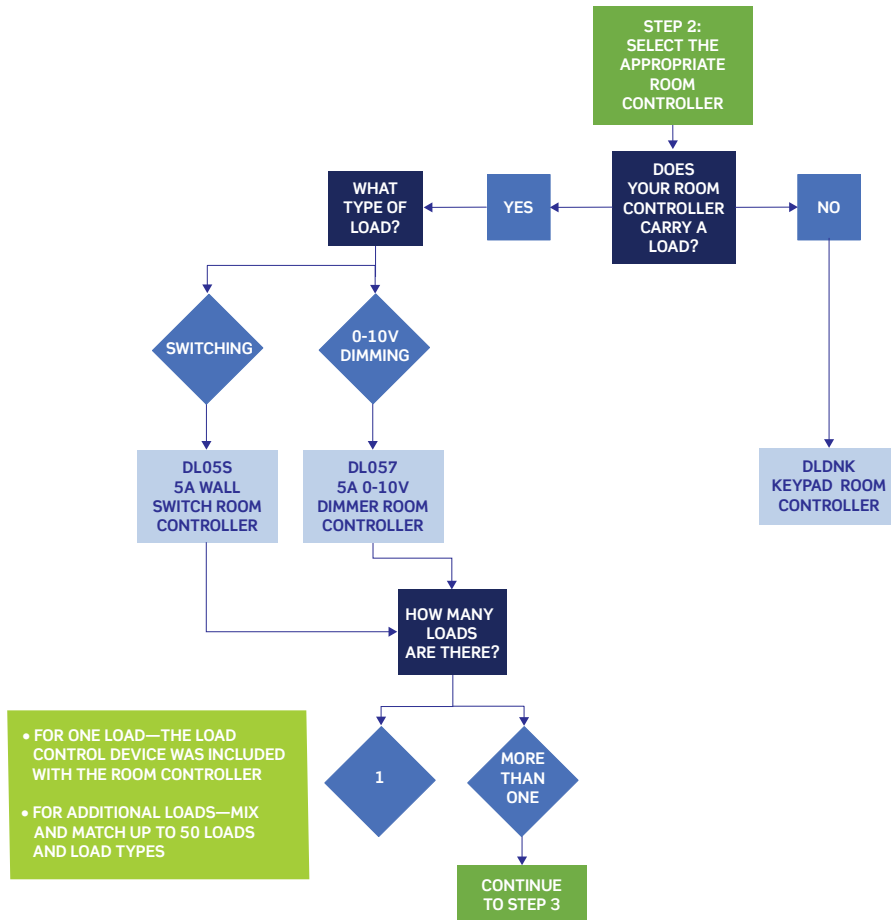 STEP 2:
SELECT THE
APPROPRIATE
ROOM
CONTROLLER
DOES
YOUR ROOM
CONTROLLER
CARRY A
LOAD?
YES
NO
WHAT
TYPE OF
LOAD?
SWITCHING
0-10V
DIMMING
DL05S
5A WALL
SWITCH ROOM
CONTROLLER
DL057
5A 0-10V
DIMMER ROOM
CONTROLLER
DLDNK
KEYPAD ROOM
CONTROLLER
HOW MANY
LOADS
ARE THERE?
1
MORE
THAN
ONE
• FOR ONE LOAD—THE LOAD
CONTROL DEVICE WAS INCLUDED
WITH THE ROOM CONTROLLER
• FOR ADDITIONAL LOADS—MIX
AND MATCH UP TO 50 LOADS
AND LOAD TYPES
CONTINUE
TO STEP 3